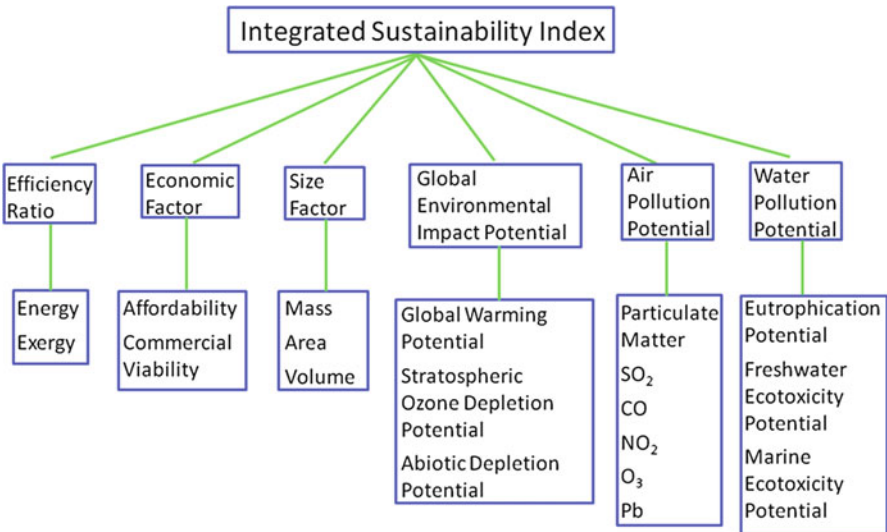 Integrated Sustainability Index
Efficiency
Ratio
Economic
Factor
Size
Factor
Global
Environmental
Impact Potential
Air
Pollution
Potential
Water
Pollution
Potential
Energy
Exergy
Affordability
Commercial
Viability
Mass
Area
Volume
Global Warming
Potential
Stratospheric
Ozone Depletion
Potential
Abiotic Depletion
Potential
Particulate
Matter
SO₂
CO
NO₂
O₃
Pb
Eutrophication
Potential
Freshwater
Ecotoxicity
Potential
Marine
Ecotoxicity
Potential